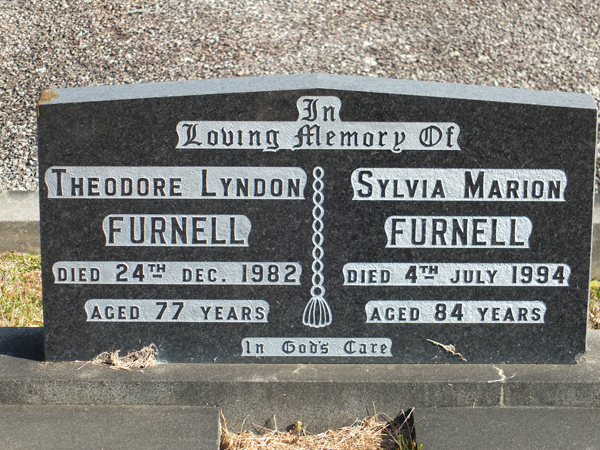 In
Loving Memory Of
THEODORE LYNDON
FURNELL
DIED 24TH DEC. 1982
AGED 77 YEARS
SYLVIA MARION
FURNELL
DIED 4TH JULY 1994
AGED 84 YEARS
In God's Care